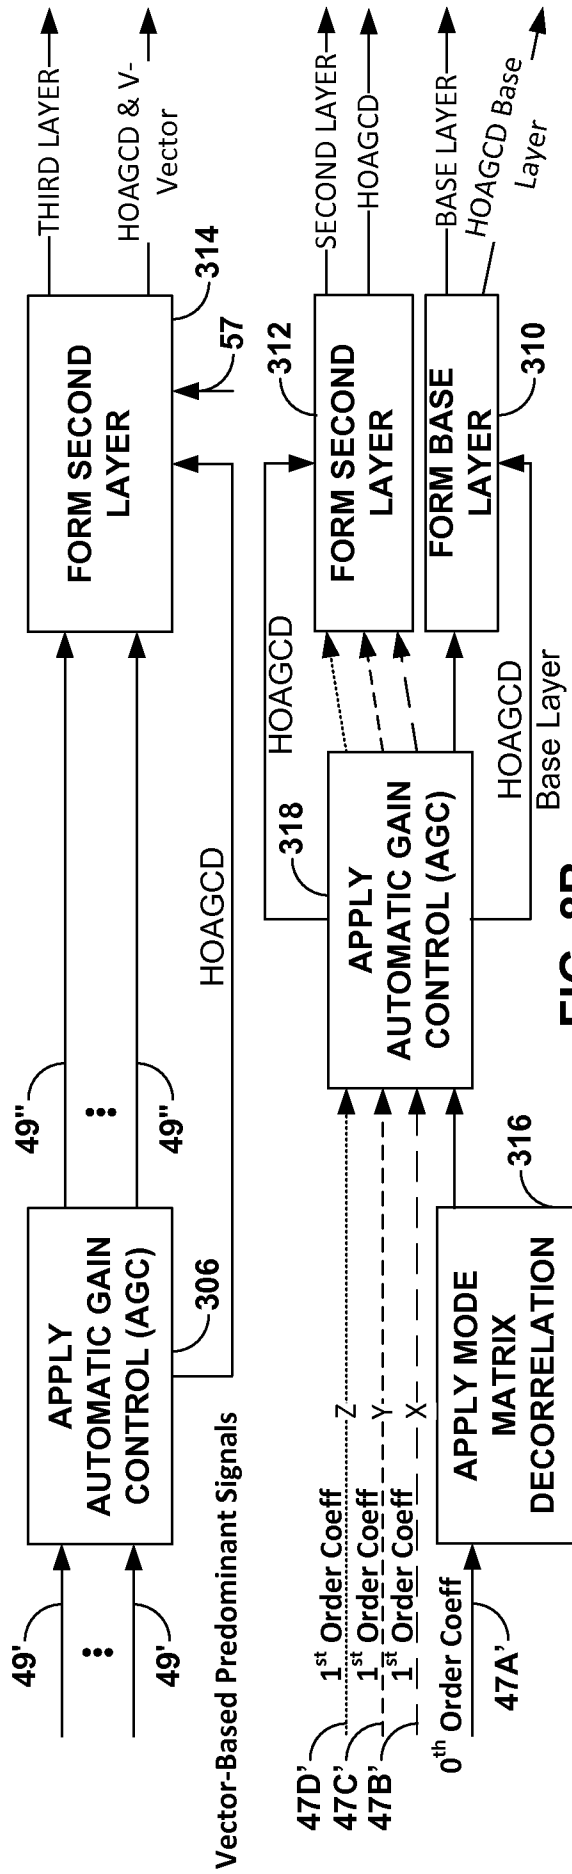 49'
49'
Vector-Based Predominant Signals
APPLY
AUTOMATIC GAIN
CONTROL (AGC)
306
49"
49"
HOAGCD
FORM SECOND
LAYER
314
57
THIRD LAYER
HOAGCD & V-
Vector
47D'
47C'
47B'
1st Order Coeff
1st Order Coeff
1st Order Coeff
Z
Y
X
0th Order Coeff
47A'
APPLY MODE
MATRIX
DECORRELATION
316
APPLY
AUTOMATIC GAIN
CONTROL (AGC)
318
HOAGCD
HOAGCD
Base Layer
FORM SECOND
LAYER
312
FORM BASE
LAYER
310
SECOND LAYER
HOAGCD
BASE LAYER
HOAGCD Base
Layer